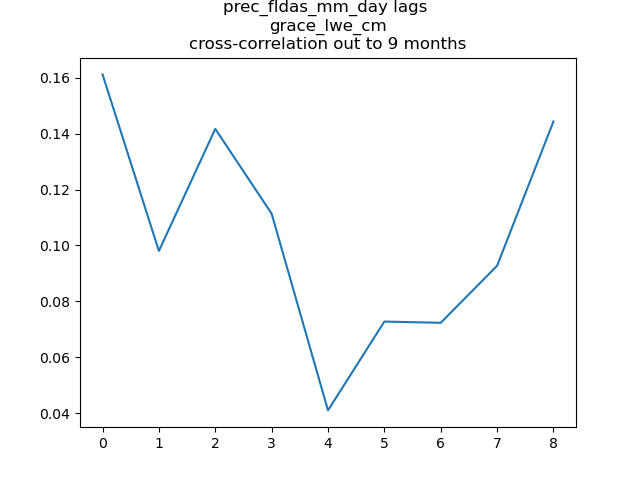 prec_fldas_mm_day lags
grace_lwe_cm
cross-correlation out to 9 months
0.16
0.14
0.12
0.10
0.08
0.06
0.04
0 1 2 3 4 5 6 7 8